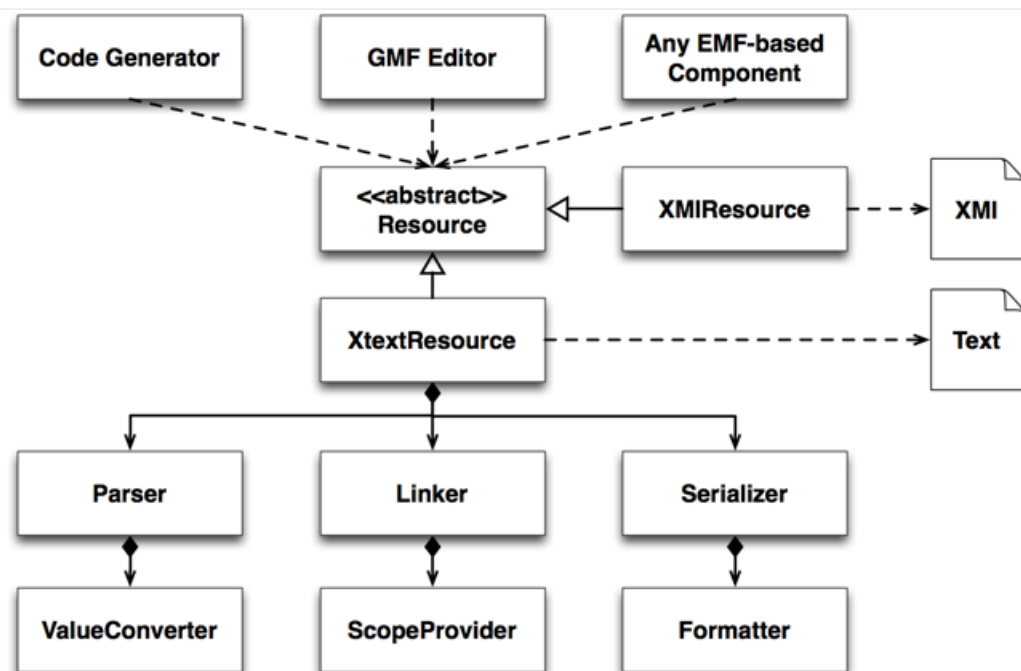 Code Generator
GMF Editor
Any EMF-based
Component
<<abstract>>
Resource
XMIResource
XMI
XtextResource
Text
Parser
Linker
Serializer
ValueConverter
ScopeProvider
Formatter